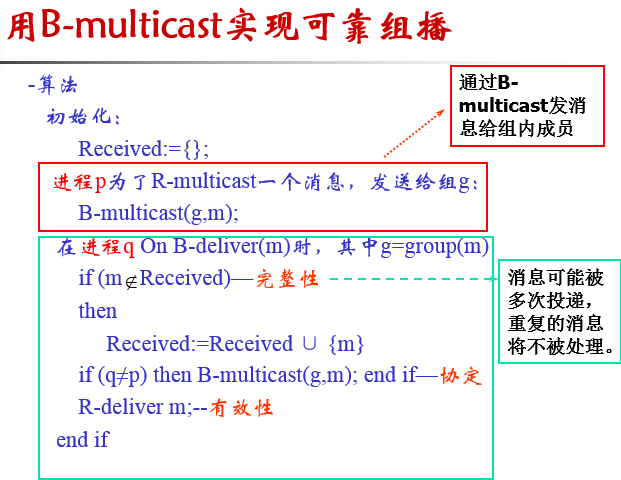 用B-multicast实现可靠组播
-算法
初始化：
Received:={};
进程p为了R-multicast一个消息，发送给组g：
B-multicast(g,m);
在进程q On B-deliver(m)时，其中g=group(m)
if (m∉Received)—完整性
then
Received:=Received ∪ {m}
if (q≠p) then B-multicast(g,m); end if—协定
R-deliver m;--有效性
end if
通过B-
multicast发消
息给组内成员
消息可能被
多次投递，
重复的消息
将不被处理。